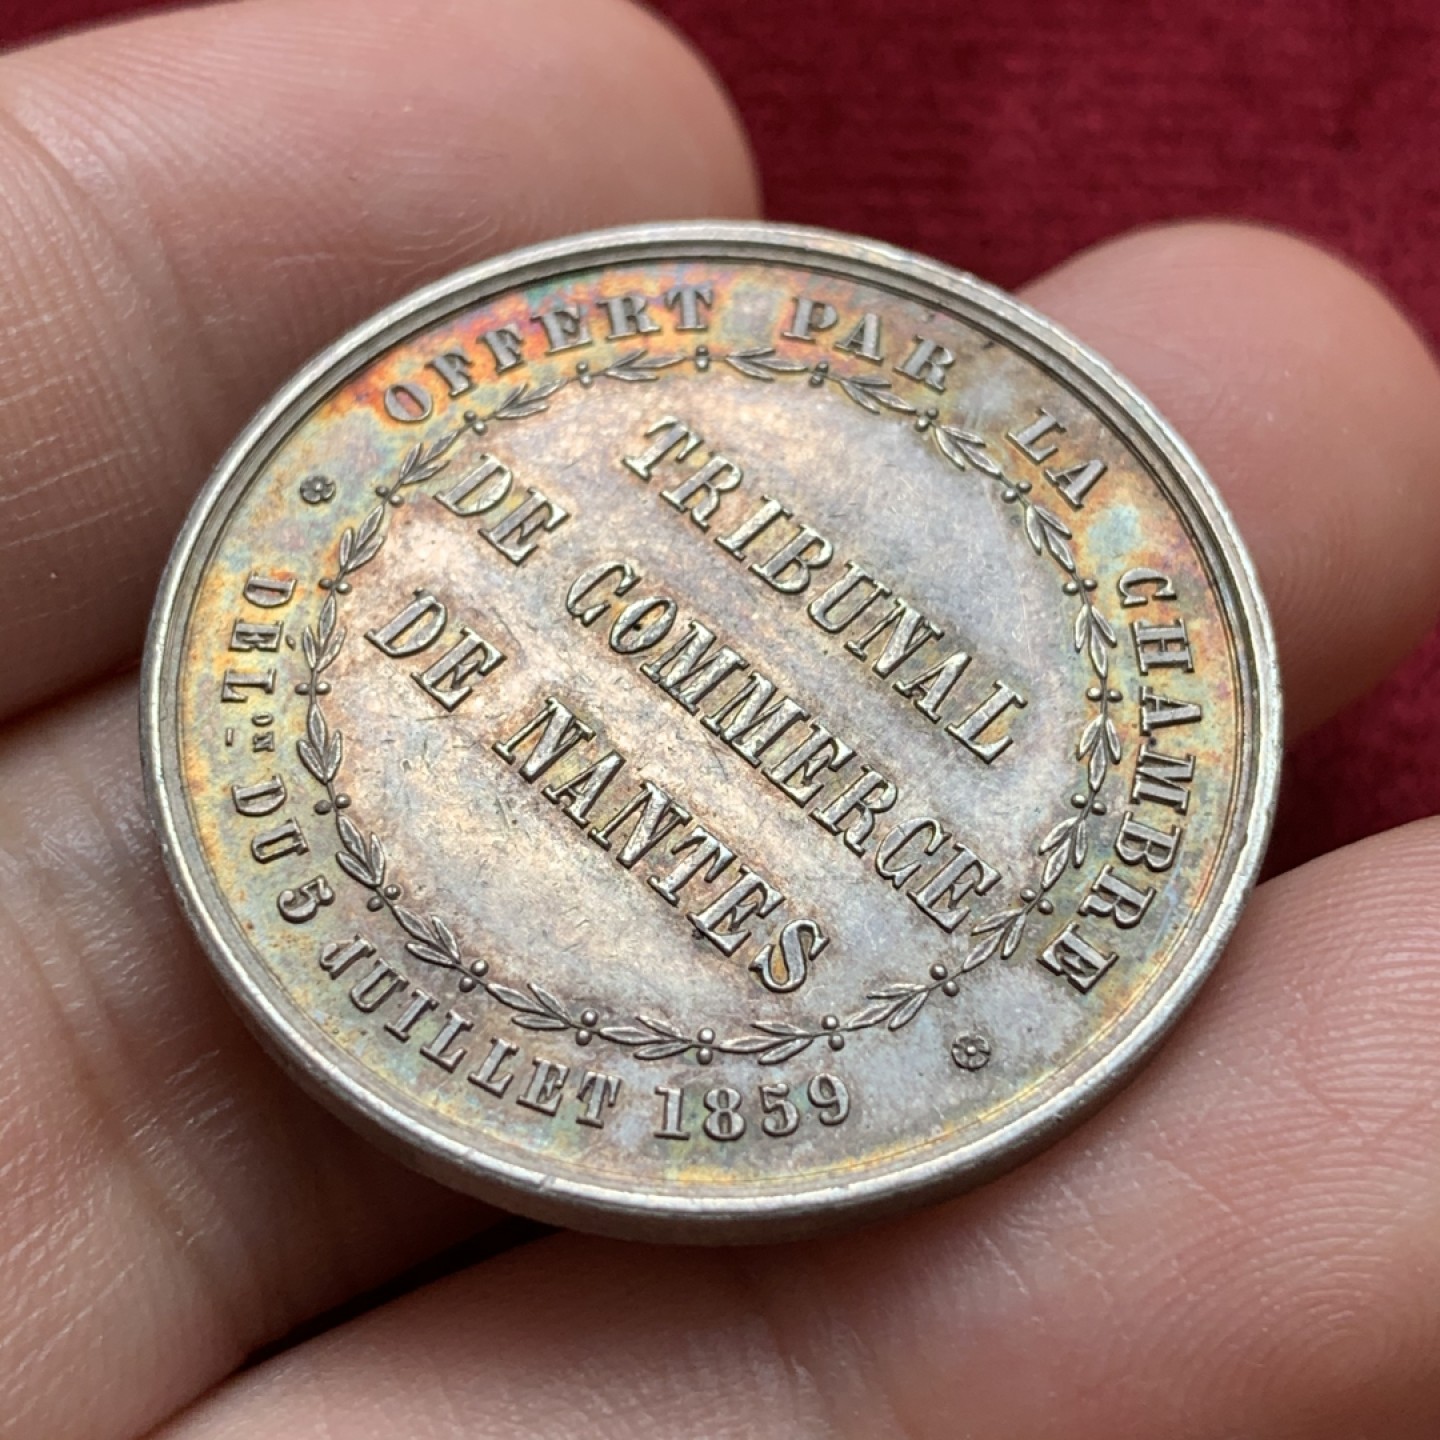 OFFERT PAR LA CHAMBRE
TRIBUNAL
DE COMMERCE
DE NANTES
DÉL.ON DU 5 JUILLET 1859